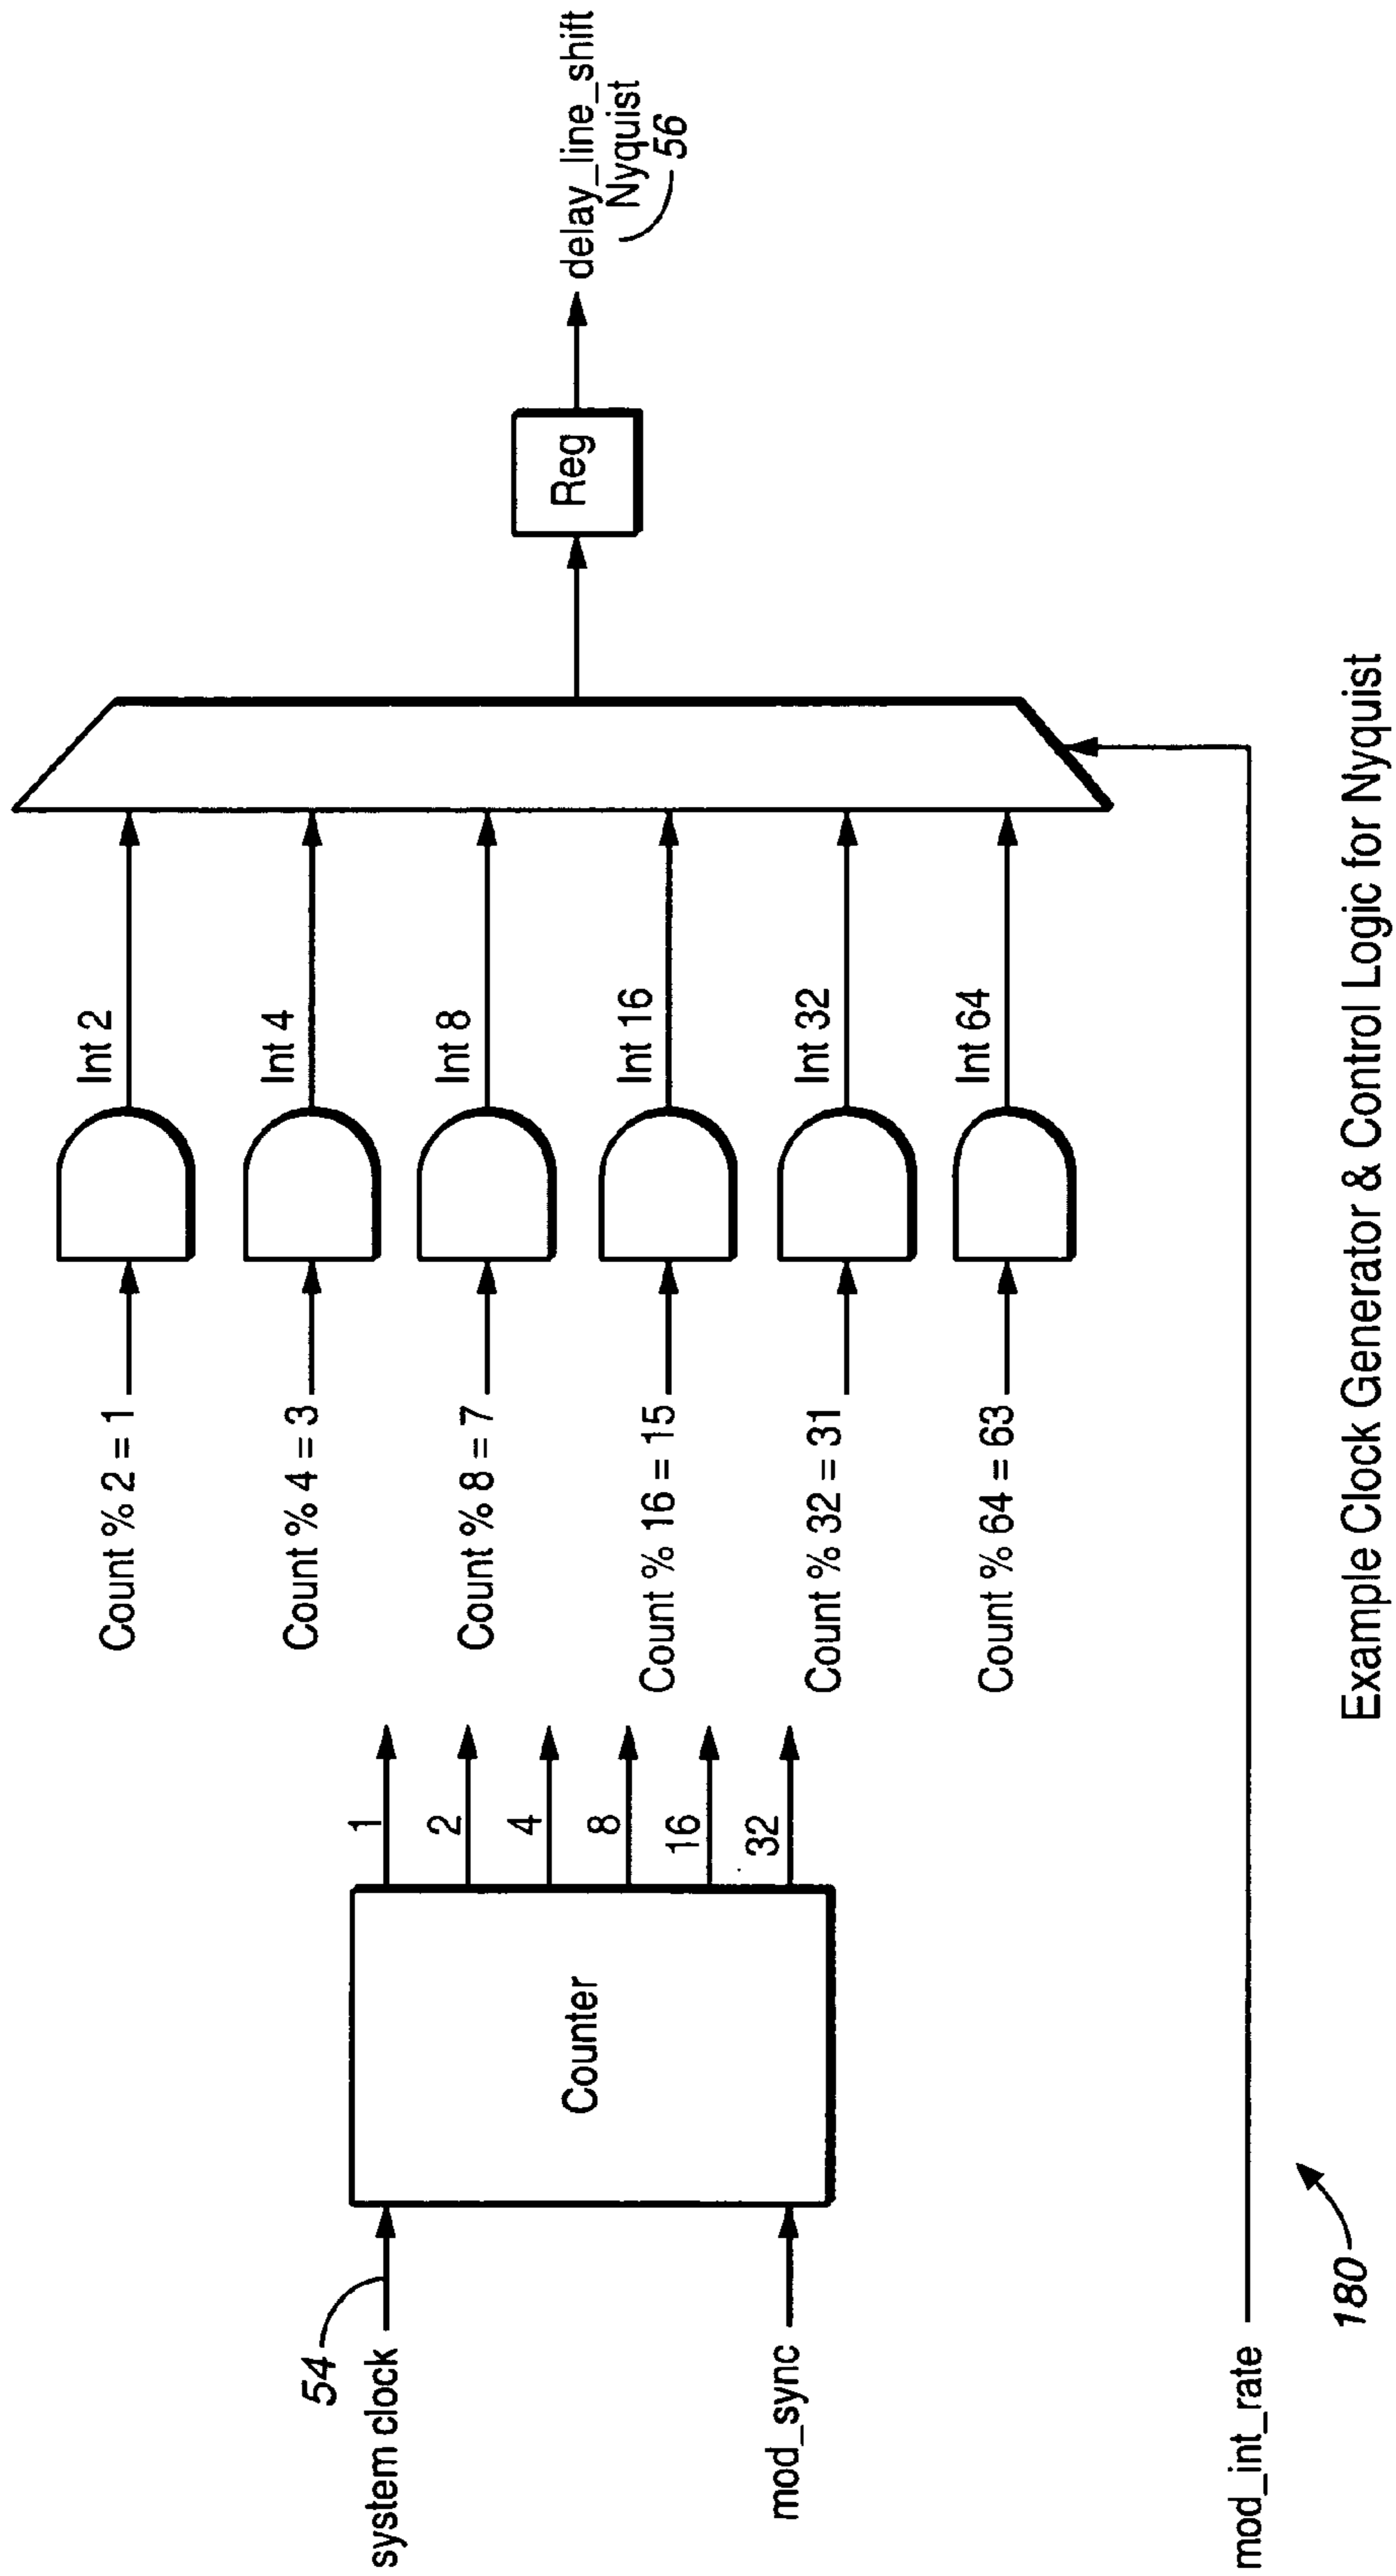 54
system clock
mod_sync
mod_int_rate
180
Counter
1
2
4
8
16
32
Count % 2 = 1
Count % 4 = 3
Count % 8 = 7
Count % 16 = 15
Count % 32 = 31
Count % 64 = 63
Int 2
Int 4
Int 8
Int 16
Int 32
Int 64
Reg
delay_line_shift
Nyquist
56
Example Clock Generator & Control Logic for Nyquist